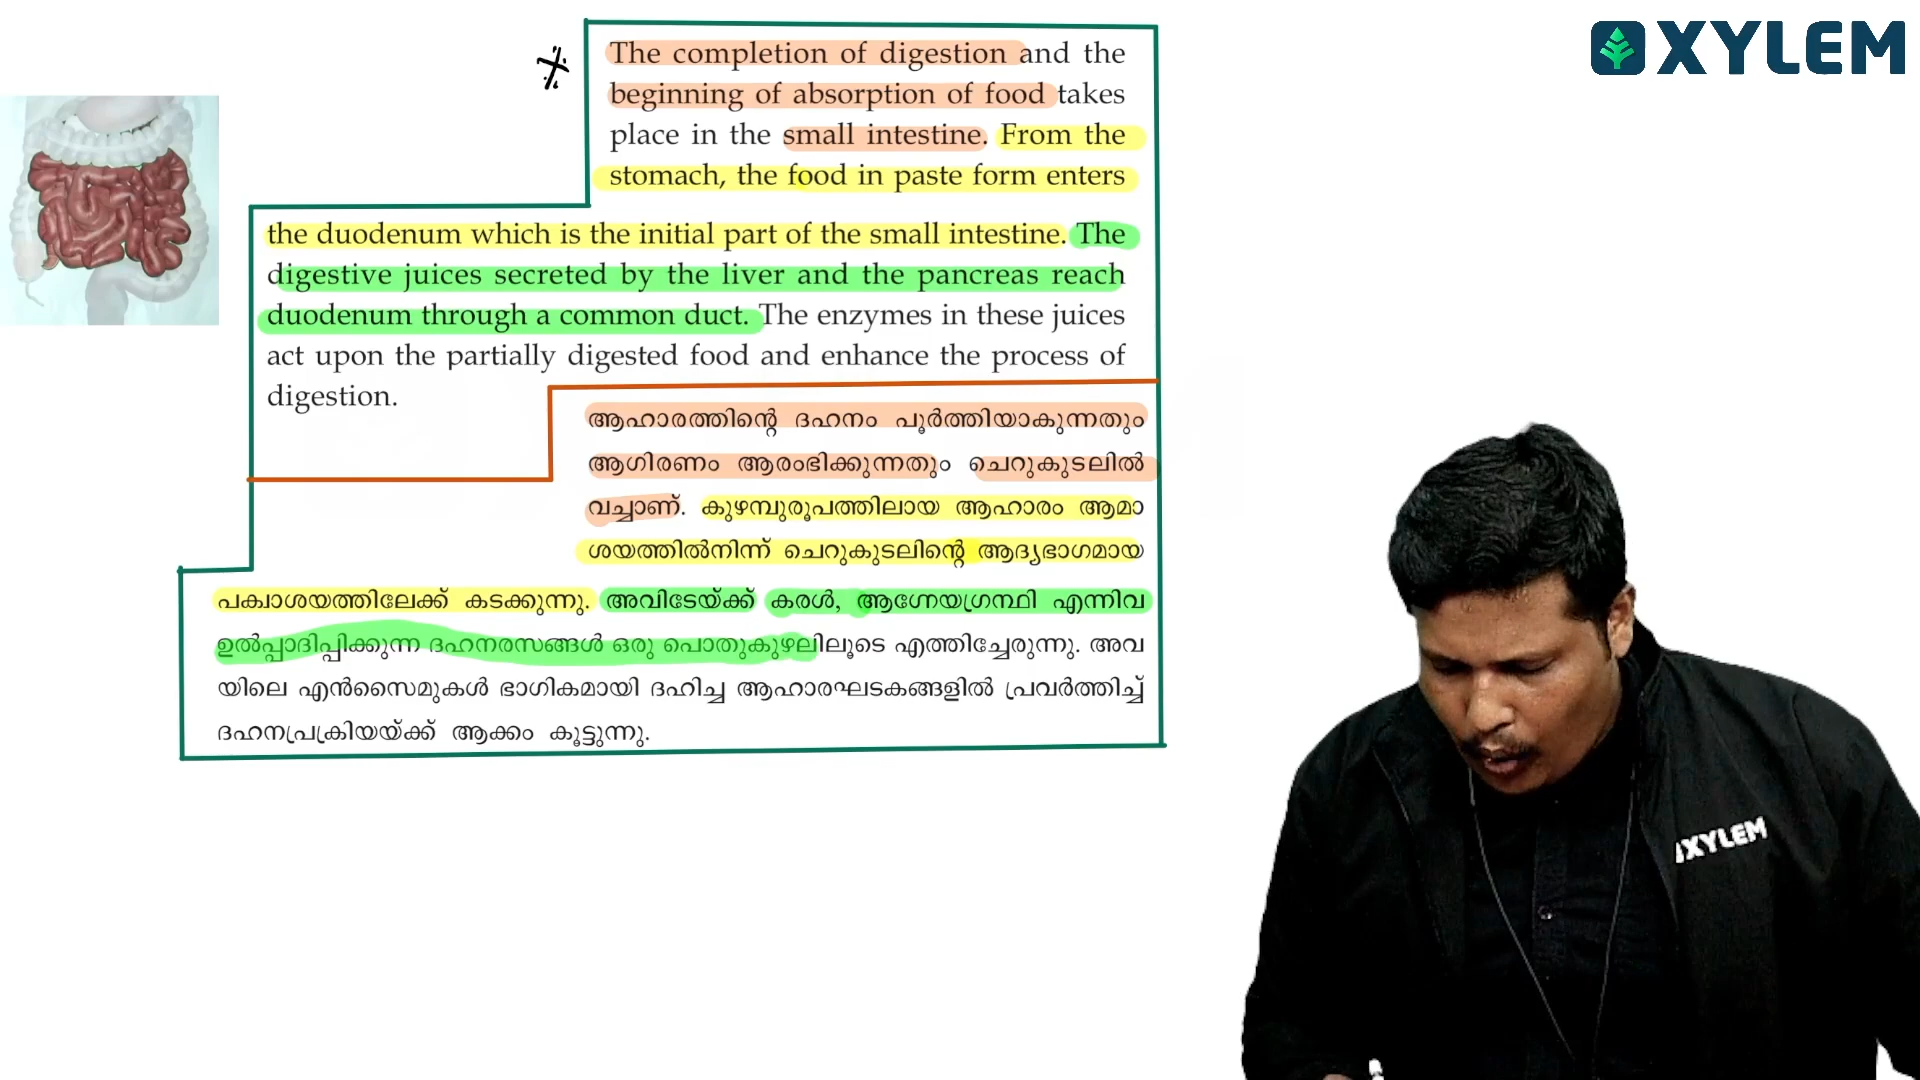 XYLEM
The completion of digestion and the
beginning of absorption of food takes
place in the small intestine. From the
stomach, the food in paste form enters
the duodenum which is the initial part of the small intestine. The
digestive juices secreted by the liver and the pancreas reach
duodenum through a common duct. The enzymes in these juices
act upon the partially digested food and enhance the process of
digestion.
ആഹാരത്തിന്റെ ദഹനം പൂർത്തിയാകുന്നതും
ആഗിരണം ആരംഭിക്കുന്നതും ചെറുകുടലിൽ
വച്ചാണ്. കുഴമ്പുരൂപത്തിലായ ആഹാരം ആമാ
ശയത്തിൽനിന്ന് ചെറുകുടലിന്റെ ആദ്യഭാഗമായ
പക്വാശയത്തിലേക്ക് കടക്കുന്നു. അവിടേയ്ക്ക് കരൾ, ആഗ്നേയഗ്രന്ഥി എന്നിവ
ഉൽപ്പാദിപ്പിക്കുന്ന ദഹനരസങ്ങൾ ഒരു പൊതുകുഴലിലൂടെ എത്തിച്ചേരുന്നു. അവ
യിലെ എൻസൈമുകൾ ഭാഗികമായി ദഹിച്ച ആഹാരഘടകങ്ങളിൽ പ്രവർത്തിച്ച്
ദഹനപ്രക്രിയയ്ക്ക് ആക്കം കൂട്ടുന്നു.
XYLEM